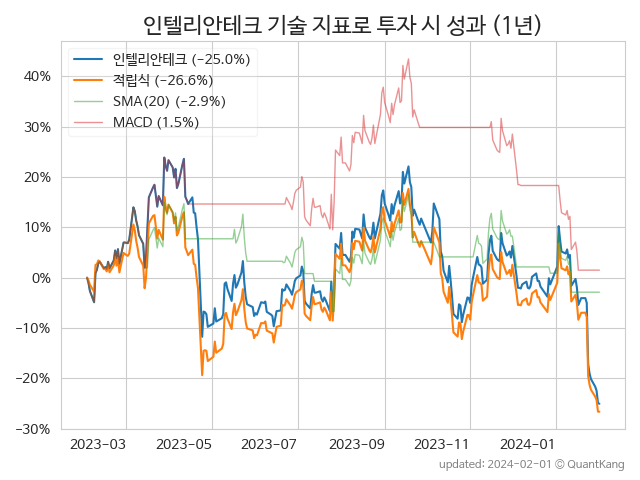 인텔리안테크 기술 지표로 투자 시 성과 (1년)
인텔리안테크 (−25.0%)
적립식 (−26.6%)
SMA(20) (−2.9%)
MACD (1.5%)
40%
30%
20%
10%
0%
−10%
−20%
−30%
2023-03 2023-05 2023-07 2023-09 2023-11 2024-01
updated: 2024-02-01 © QuantKang